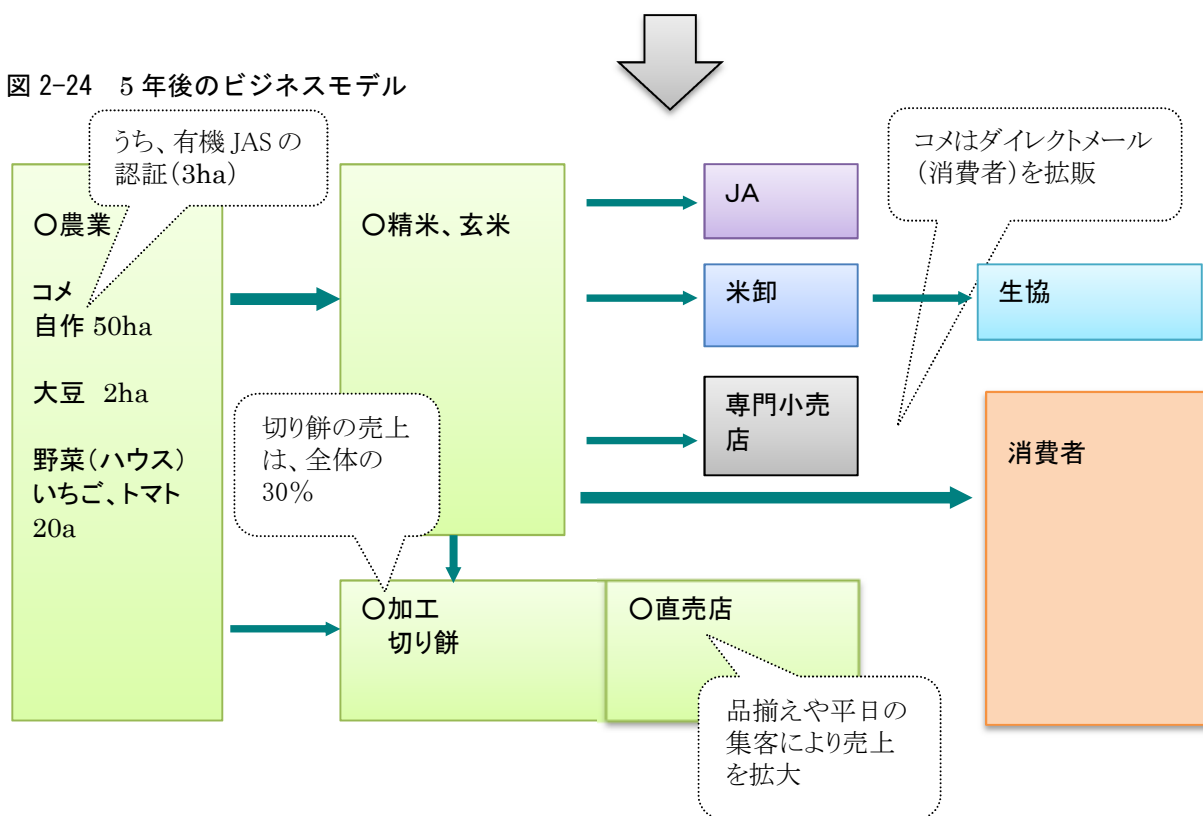 図 2-24 5 年後のビジネスモデル
うち、有機 JAS の
認証(3ha)
〇農業
コメ
自作 50ha
大豆 2ha
野菜(ハウス)
いちご、トマト
20a
〇精米、玄米
切り餅の売上
は、全体の
30%
〇加工
切り餅
〇直売店
品揃えや平日の
集客により売上
を拡大
JA
米卸
専門小売
店
コメはダイレクトメール
(消費者)を拡販
生協
消費者